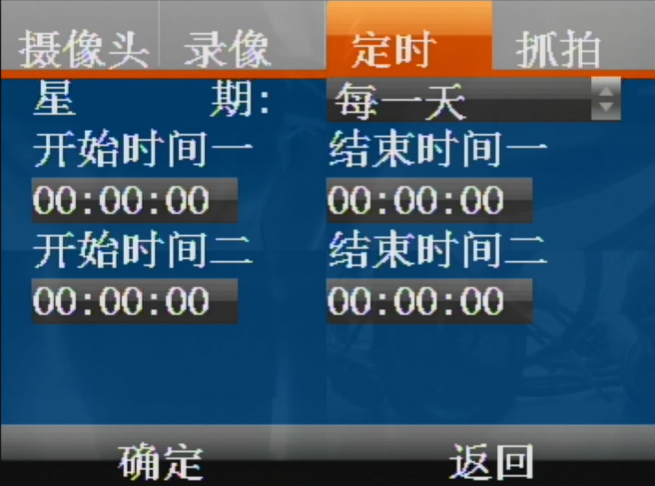 摄像头 录像 定时 抓拍
星 期: 每一天
开始时间一 结束时间一
00:00:00 00:00:00
开始时间二 结束时间二
00:00:00 00:00:00
确定 返回